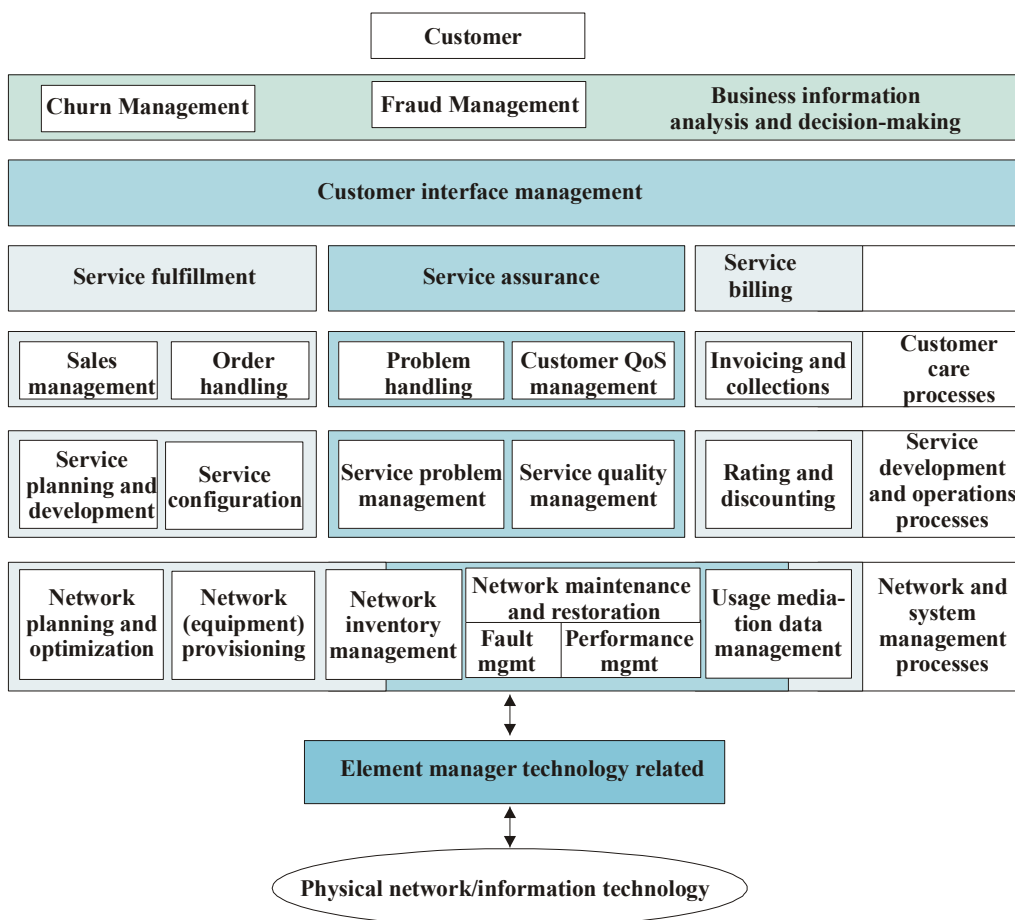 Customer
Churn Management
Fraud Management
Business information
analysis and decision-making
Customer interface management
Service fulfillment
Service assurance
Service
billing
Sales
management
Order
handling
Problem
handling
Customer QoS
management
Invoicing and
collections
Customer
care
processes
Service
planning and
development
Service
configuration
Service problem
management
Service quality
management
Rating and
discounting
Service
development
and operations
processes
Network
planning and
optimization
Network
(equipment)
provisioning
Network
inventory
management
Network maintenance
and restoration
Fault
mgmt
Performance
mgmt
Usage media-
tion data
management
Network and
system
management
processes
Element manager technology related
Physical network/information technology